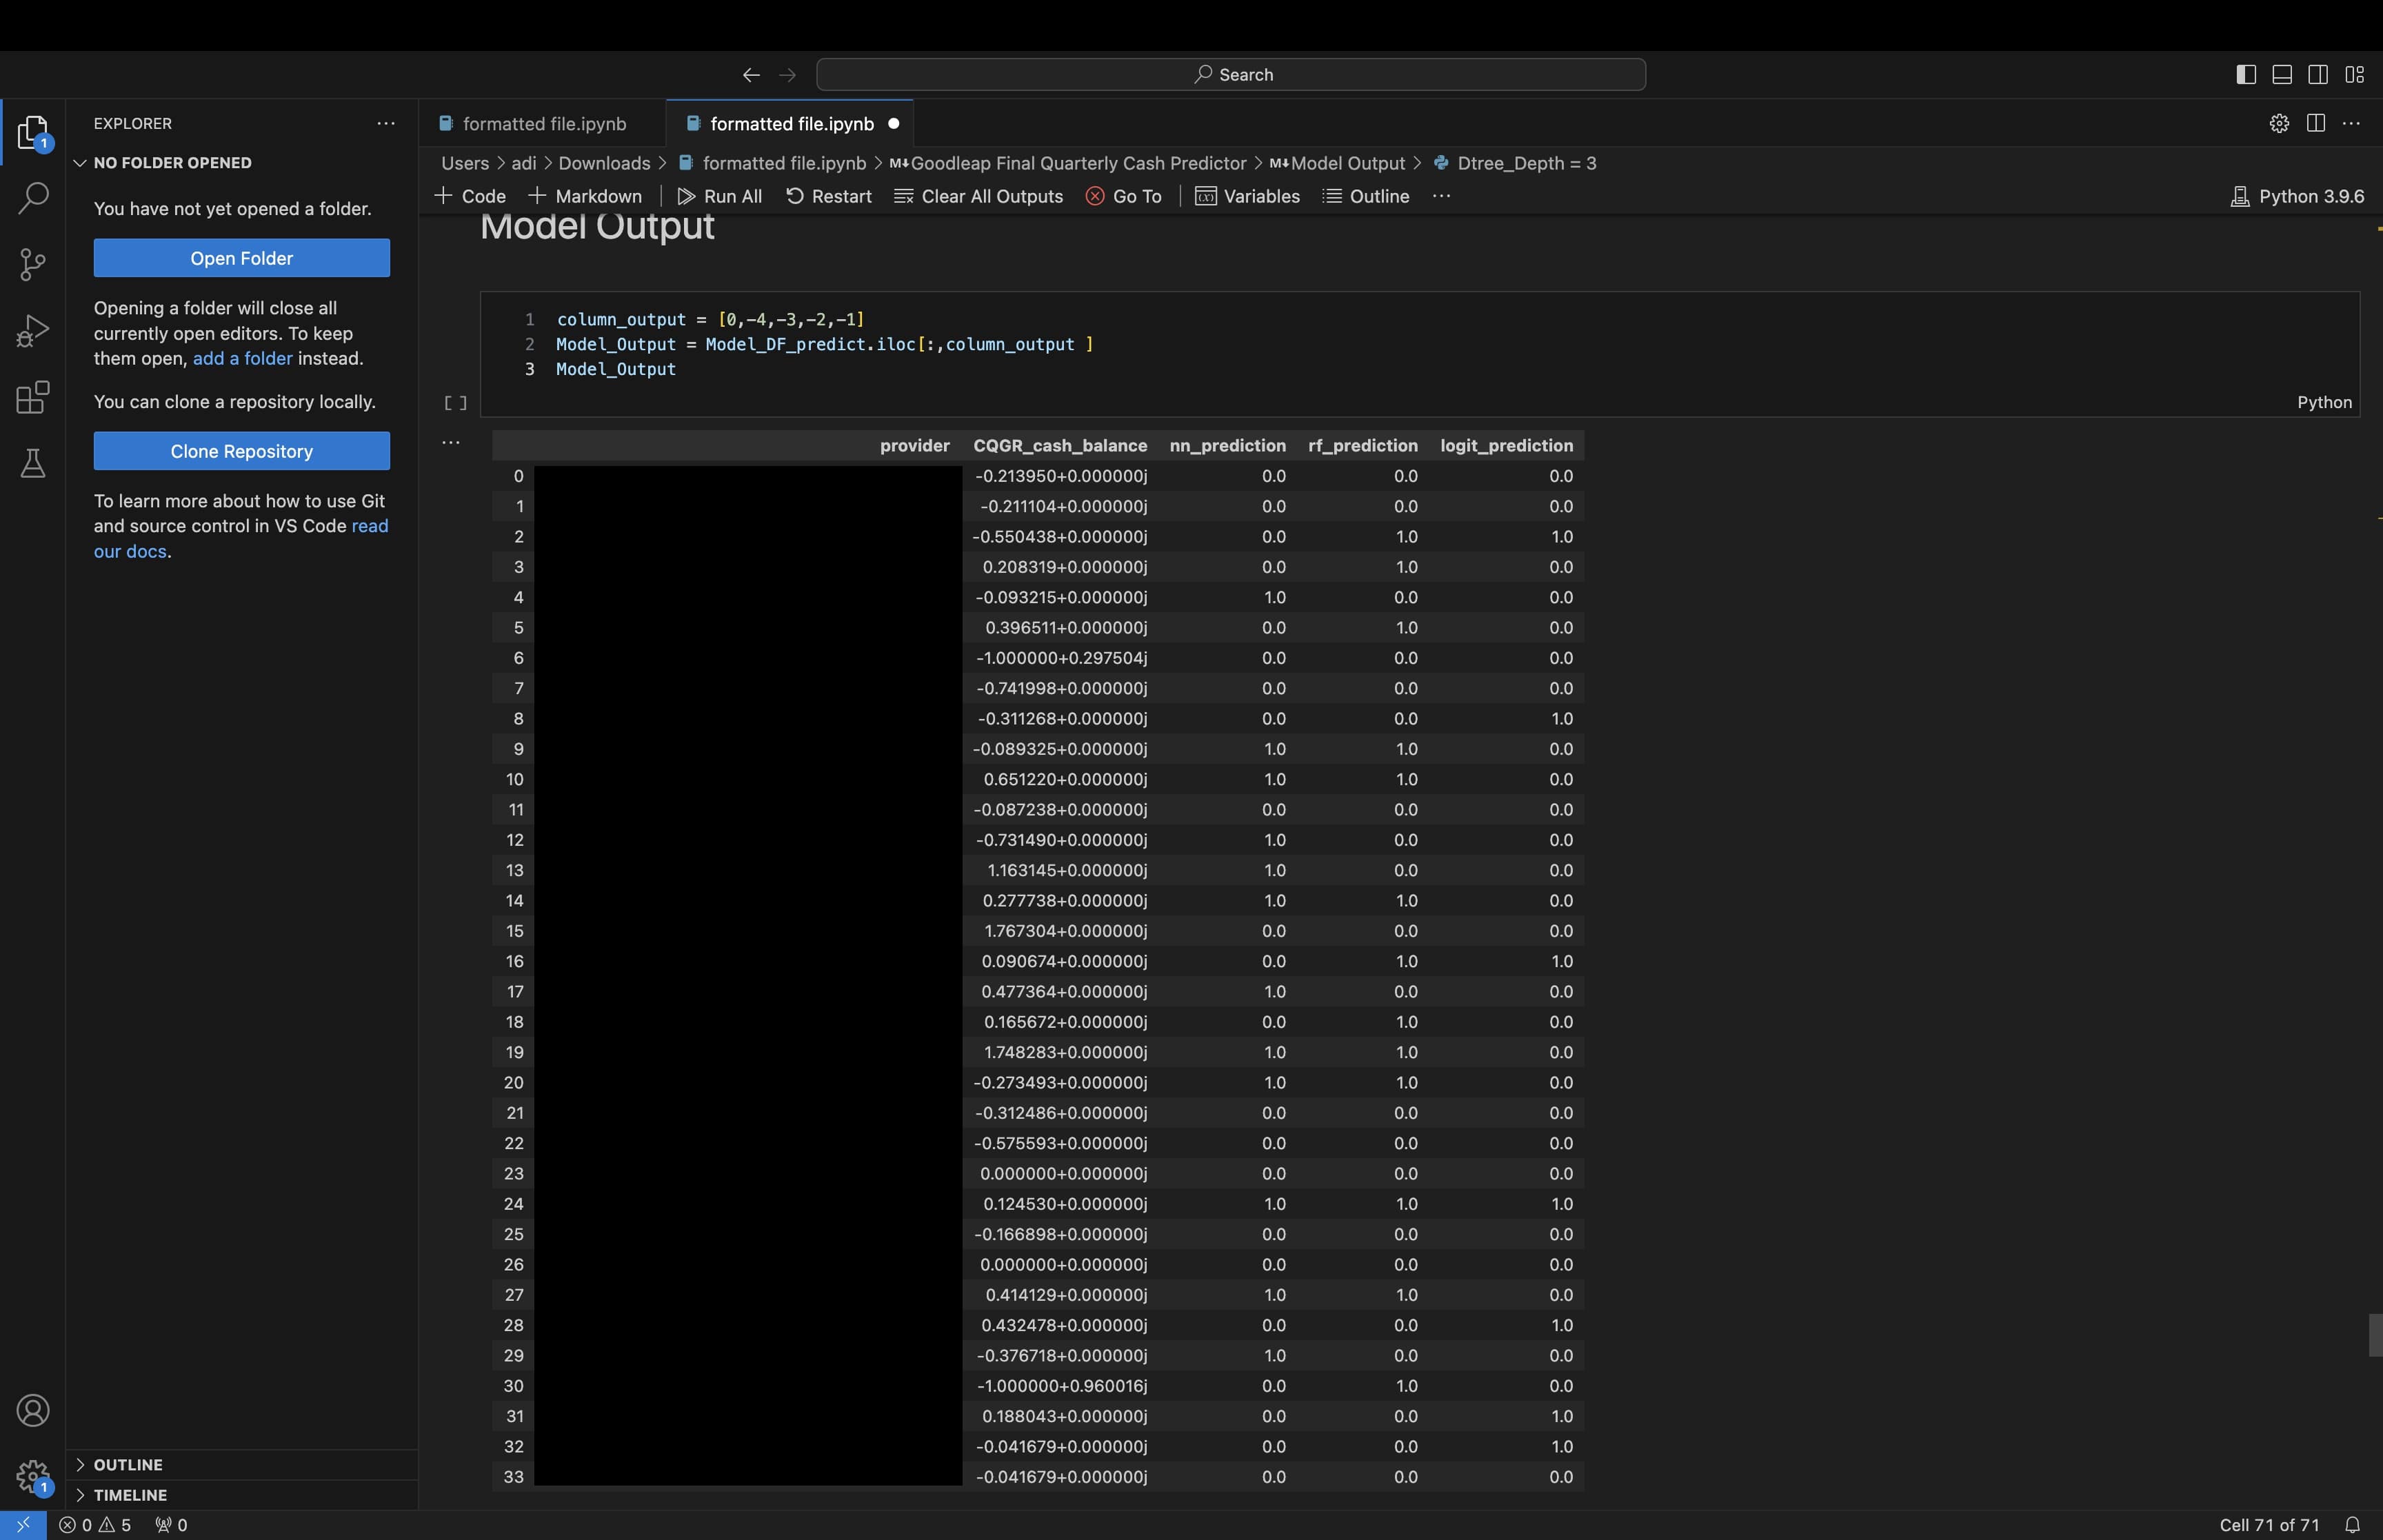 Search
EXPLORER
NO FOLDER OPENED
You have not yet opened a folder.
Open Folder
Opening a folder will close all
currently open editors. To keep
them open, add a folder instead.
You can clone a repository locally.
Clone Repository
To learn more about how to use Git
and source control in VS Code read
our docs.
OUTLINE
TIMELINE
formatted file.ipynb
formatted file.ipynb
Users > adi > Downloads > formatted file.ipynb > M↓Goodleap Final Quarterly Cash Predictor > M↓Model Output > Dtree_Depth = 3
Code Markdown Run All Restart Clear All Outputs Go To Variables Outline ... Python 3.9.6
Model Output
1 column_output = [0,-4,-3,-2,-1]
2 Model_Output = Model_DF_predict.iloc[:,column_output ]
3 Model_Output
[ ] Python
provider CQGR_cash_balance nn_prediction rf_prediction logit_prediction
0 -0.213950+0.000000j 0.0 0.0 0.0
1 -0.211104+0.000000j 0.0 0.0 0.0
2 -0.550438+0.000000j 0.0 1.0 1.0
3 0.208319+0.000000j 0.0 1.0 0.0
4 -0.093215+0.000000j 1.0 0.0 0.0
5 0.396511+0.000000j 0.0 1.0 0.0
6 -1.000000+0.297504j 0.0 0.0 0.0
7 -0.741998+0.000000j 0.0 0.0 0.0
8 -0.311268+0.000000j 0.0 0.0 1.0
9 -0.089325+0.000000j 1.0 1.0 0.0
10 0.651220+0.000000j 1.0 1.0 0.0
11 -0.087238+0.000000j 0.0 0.0 0.0
12 -0.731490+0.000000j 1.0 0.0 0.0
13 1.163145+0.000000j 1.0 0.0 0.0
14 0.277738+0.000000j 1.0 1.0 0.0
15 1.767304+0.000000j 0.0 0.0 0.0
16 0.090674+0.000000j 0.0 1.0 1.0
17 0.477364+0.000000j 1.0 0.0 0.0
18 0.165672+0.000000j 0.0 1.0 0.0
19 1.748283+0.000000j 1.0 1.0 0.0
20 -0.273493+0.000000j 1.0 1.0 0.0
21 -0.312486+0.000000j 0.0 0.0 0.0
22 -0.575593+0.000000j 0.0 0.0 0.0
23 0.000000+0.000000j 0.0 0.0 0.0
24 0.124530+0.000000j 1.0 1.0 1.0
25 -0.166898+0.000000j 0.0 0.0 0.0
26 0.000000+0.000000j 0.0 0.0 0.0
27 0.414129+0.000000j 1.0 1.0 0.0
28 0.432478+0.000000j 0.0 0.0 1.0
29 -0.376718+0.000000j 1.0 0.0 0.0
30 -1.000000+0.960016j 0.0 1.0 0.0
31 0.188043+0.000000j 0.0 0.0 1.0
32 -0.041679+0.000000j 0.0 0.0 1.0
33 -0.041679+0.000000j 0.0 0.0 0.0
1
1
0 5 0
Cell 71 of 71